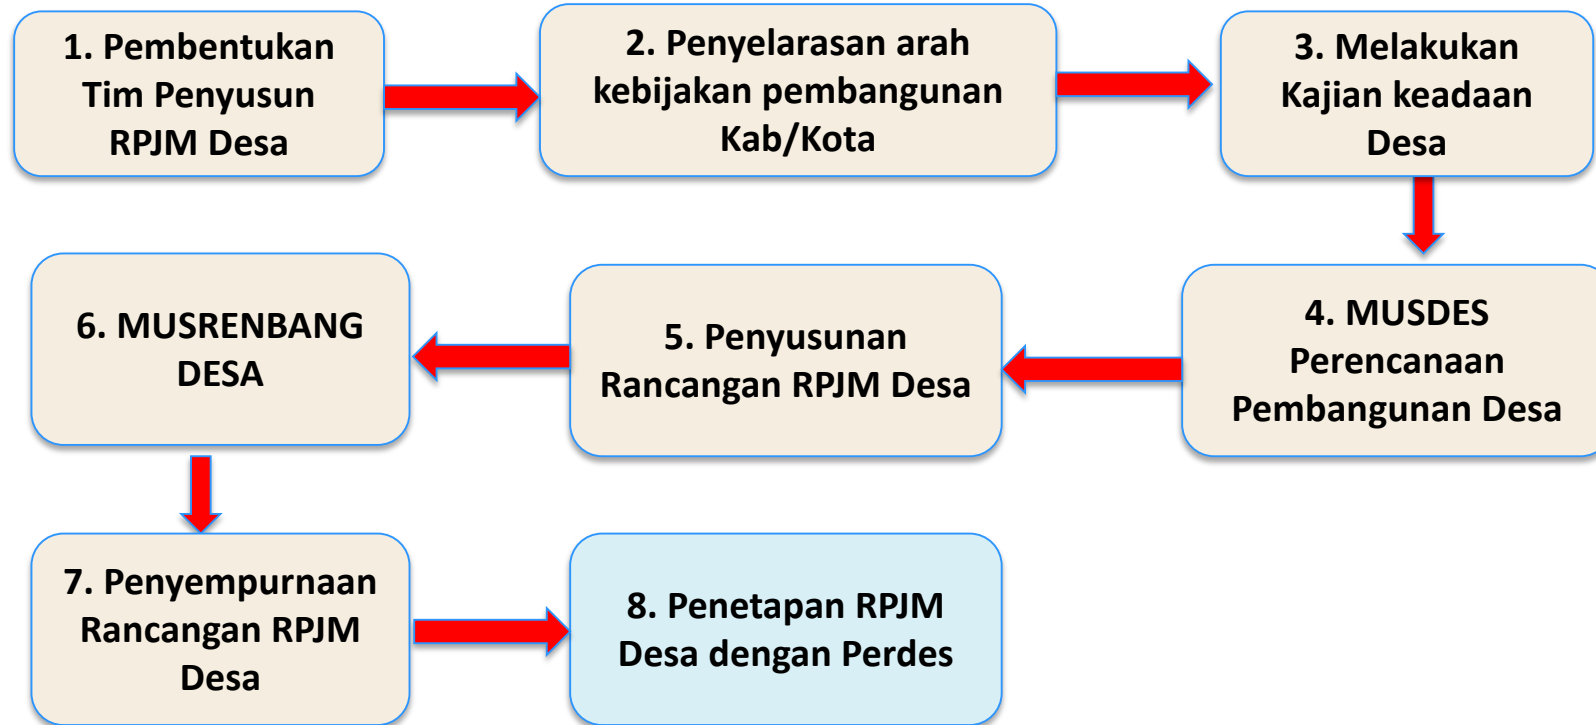 1. Pembentukan
Tim Penyusun
RPJM Desa
2. Penyelarasan arah
kebijakan pembangunan
Kab/Kota
3. Melakukan
Kajian keadaan
Desa
4. MUSDES
Perencanaan
Pembangunan Desa
5. Penyusunan
Rancangan RPJM Desa
6. MUSRENBANG
DESA
7. Penyempurnaan
Rancangan RPJM
Desa
8. Penetapan RPJM
Desa dengan Perdes